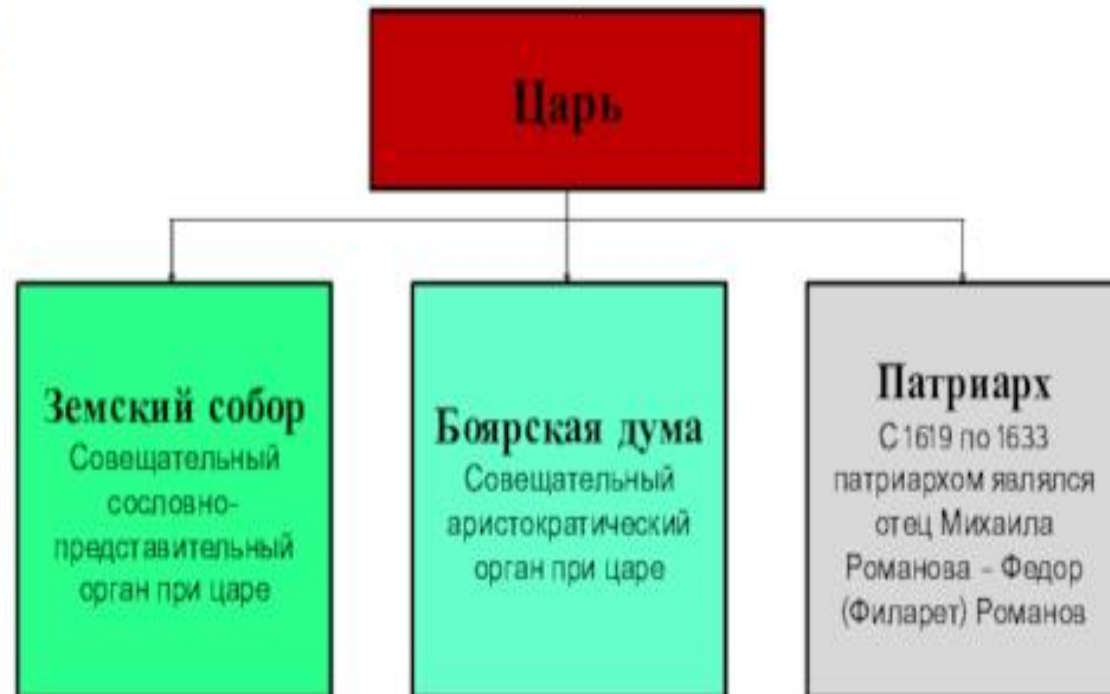 Царь
Земский собор
Совещательный
сословно-
представительный
орган при царе
Боярская дума
Совещательный
аристократический
орган при царе
Патриарх
С 1619 по 1633
патриархом являлся
отец Михаила
Романова – Федор
(Филарет) Романов